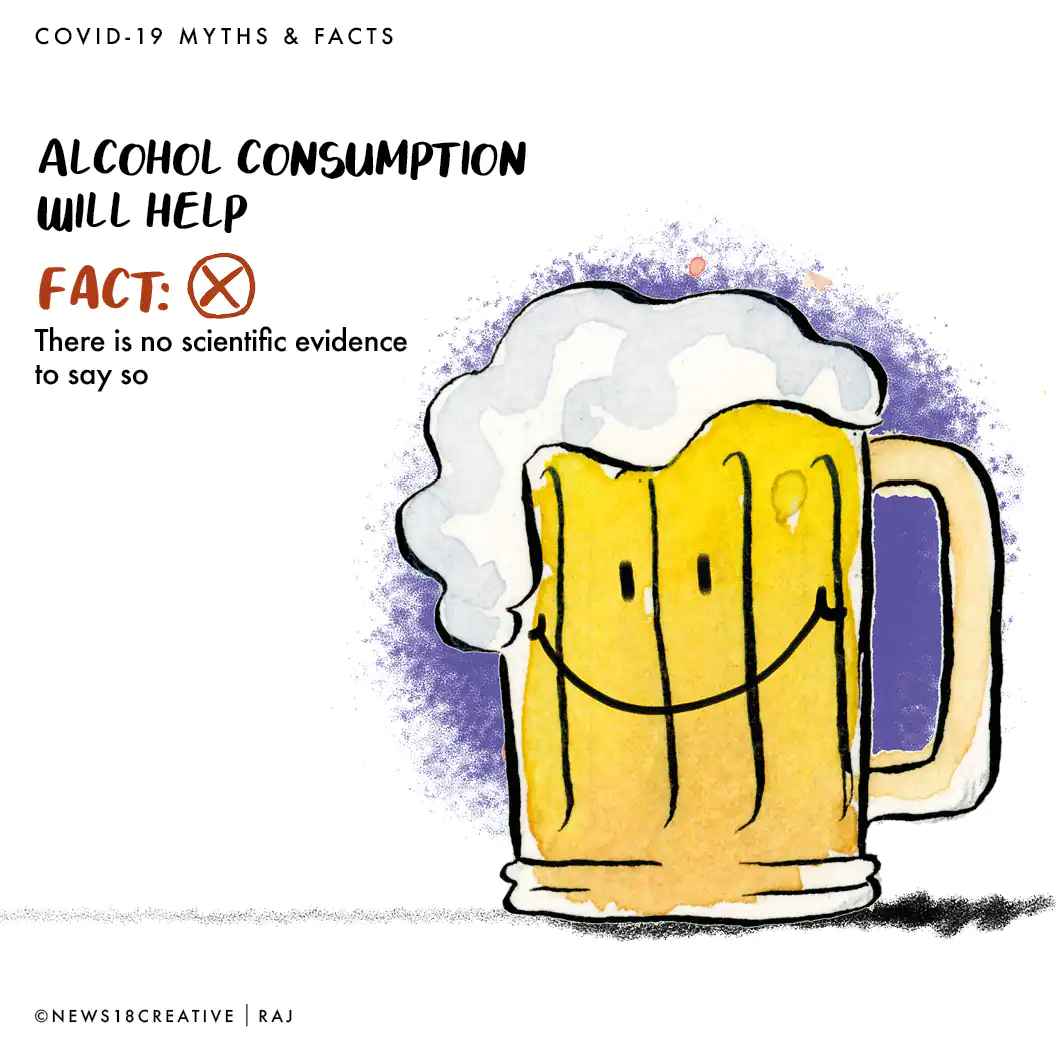 COVID-19 MYTHS & FACTS
ALCOHOL CONSUMPTION
WILL HELP
FACT:
There is no scientific evidence
to say so
©NEWS18CREATIVE | RAJ